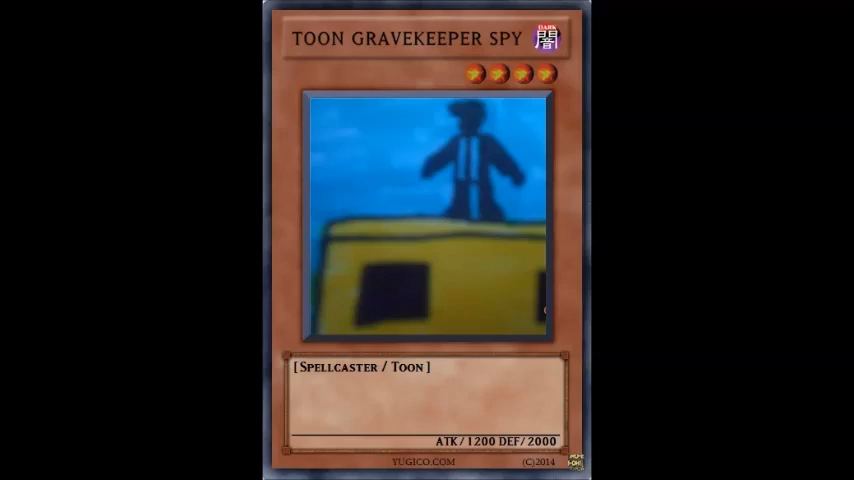 TOON GRAVEKEEPER SPY
DARK
闇
[SPELLCASTER / TOON]
ATK/1200 DEF/2000
YUGICO.COM (C)2014